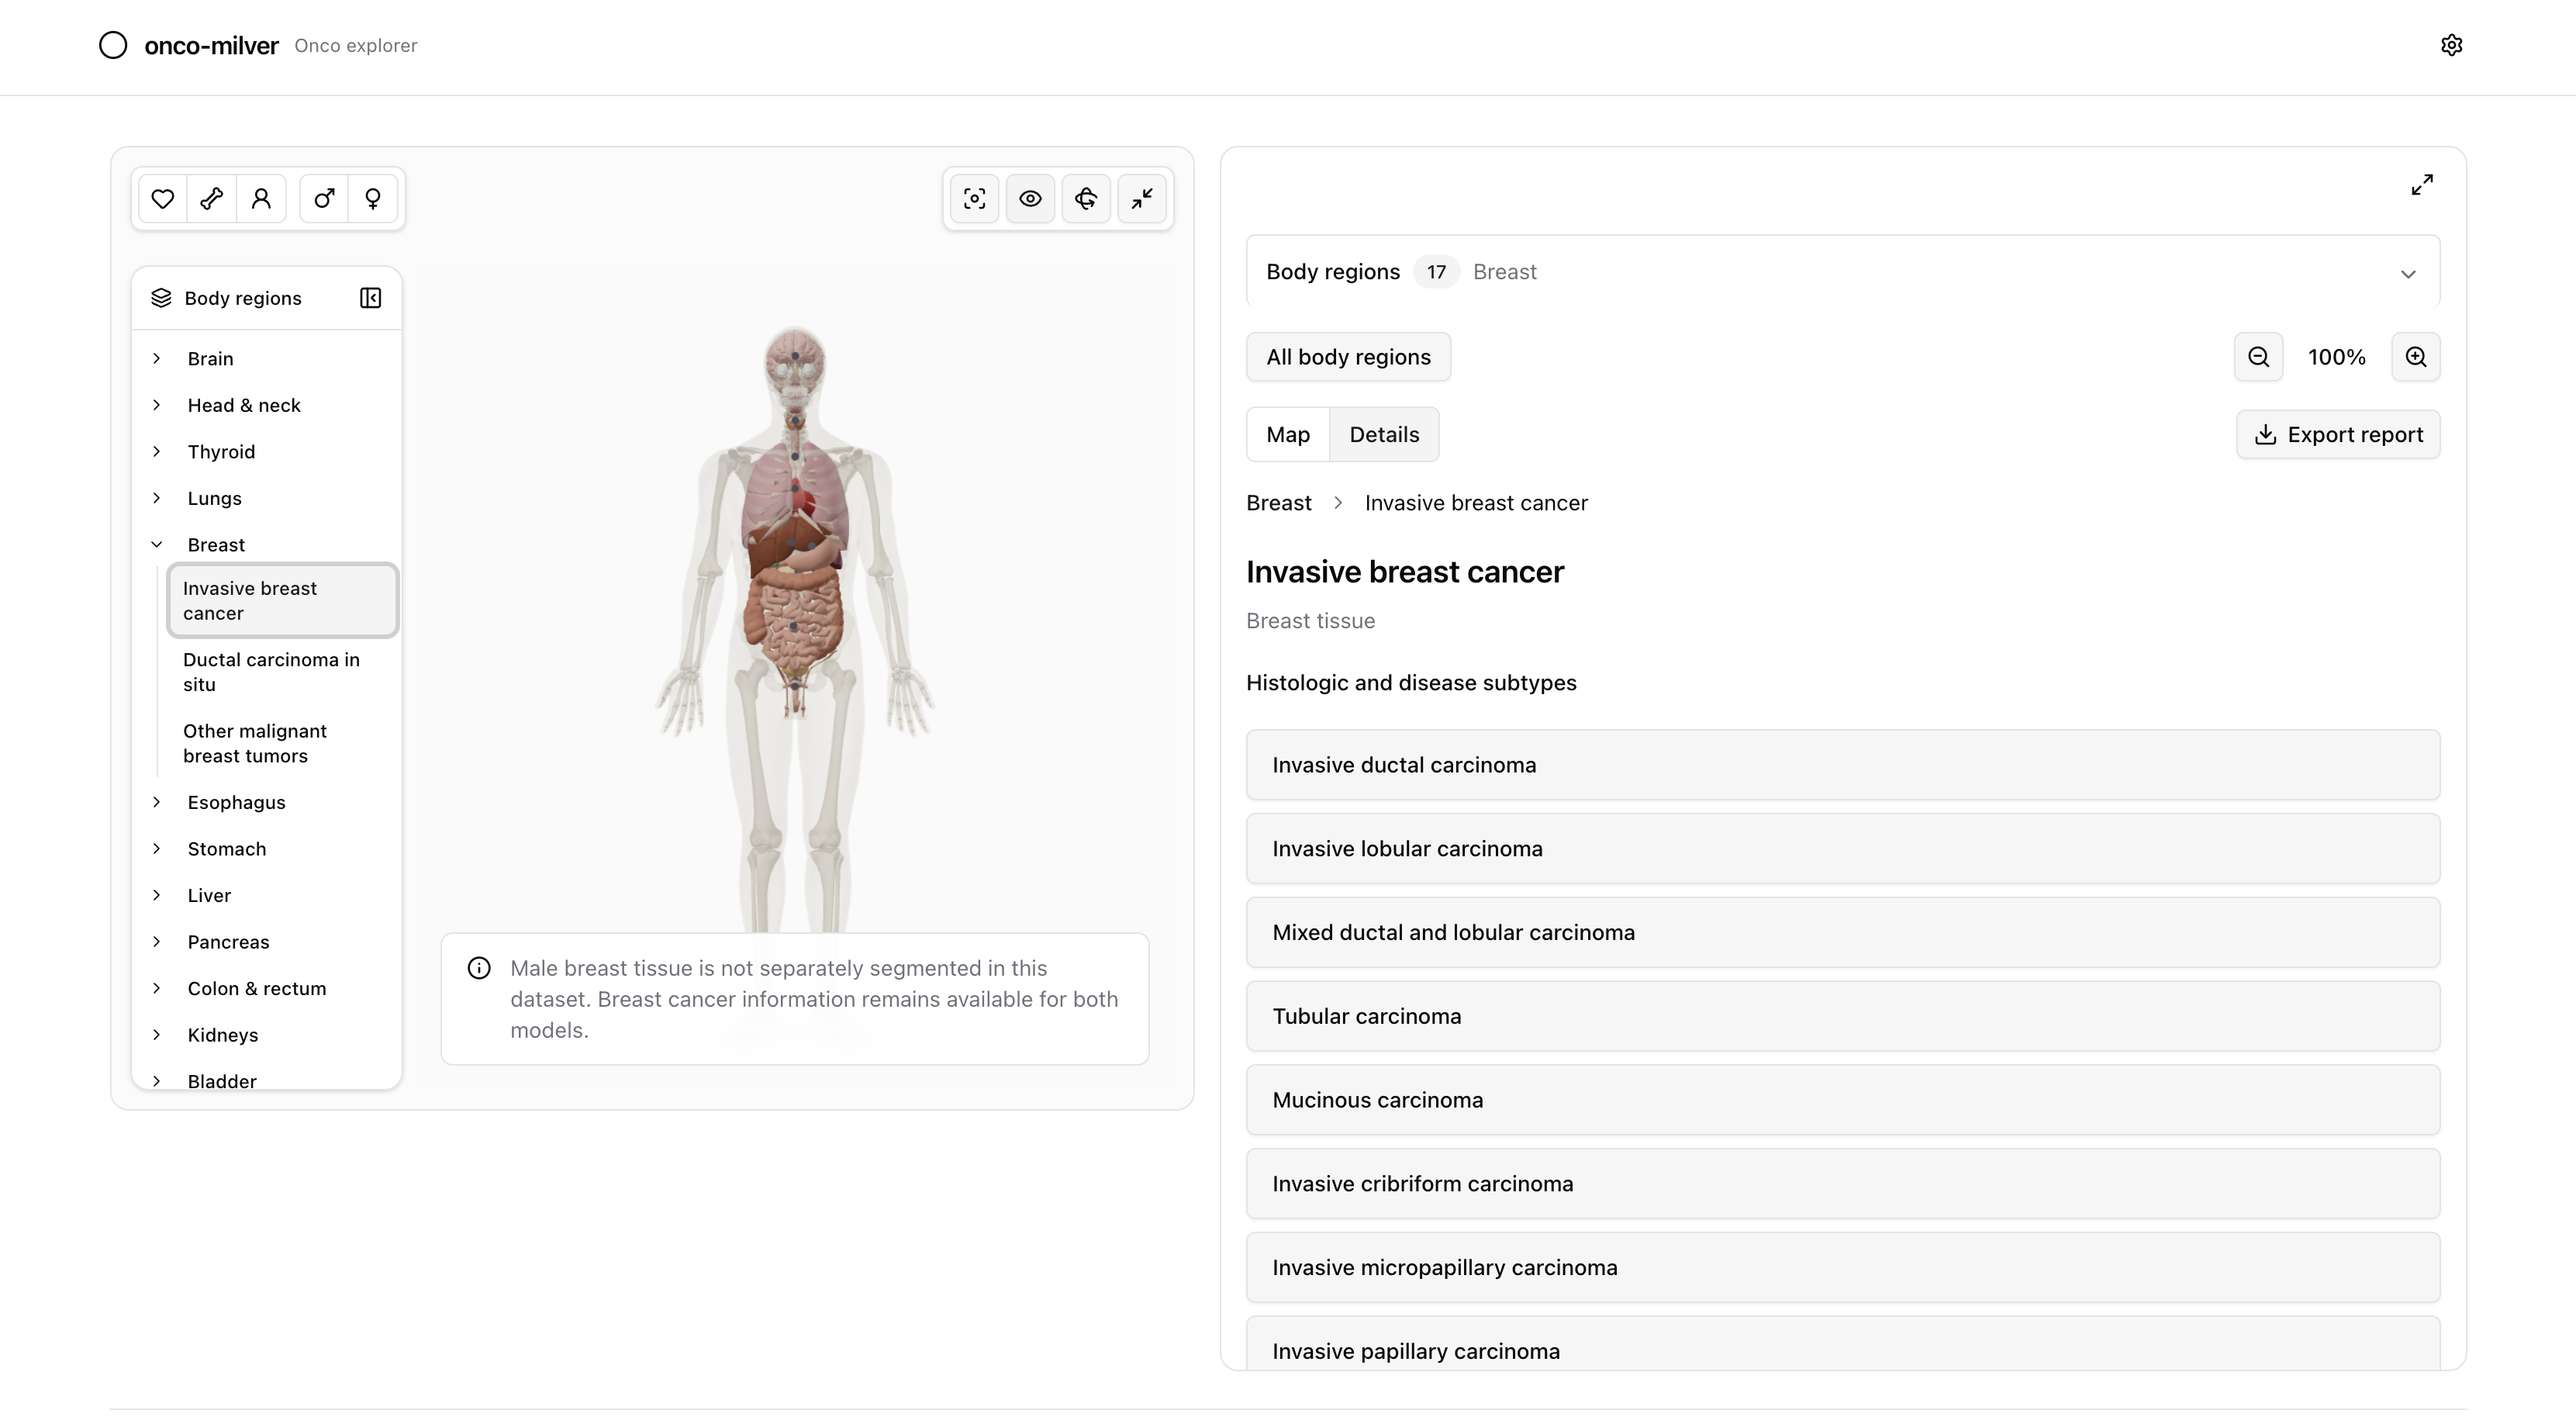 onco-milver Onco explorer
Body regions
Brain
Head & neck
Thyroid
Lungs
Breast
Invasive breast
cancer
Ductal carcinoma in
situ
Other malignant
breast tumors
Esophagus
Stomach
Liver
Pancreas
Colon & rectum
Kidneys
Bladder
Male breast tissue is not separately segmented in this
dataset. Breast cancer information remains available for both
models.
Body regions 17 Breast
All body regions
100%
Map Details
Export report
Breast > Invasive breast cancer
Invasive breast cancer
Breast tissue
Histologic and disease subtypes
Invasive ductal carcinoma
Invasive lobular carcinoma
Mixed ductal and lobular carcinoma
Tubular carcinoma
Mucinous carcinoma
Invasive cribriform carcinoma
Invasive micropapillary carcinoma
Invasive papillary carcinoma